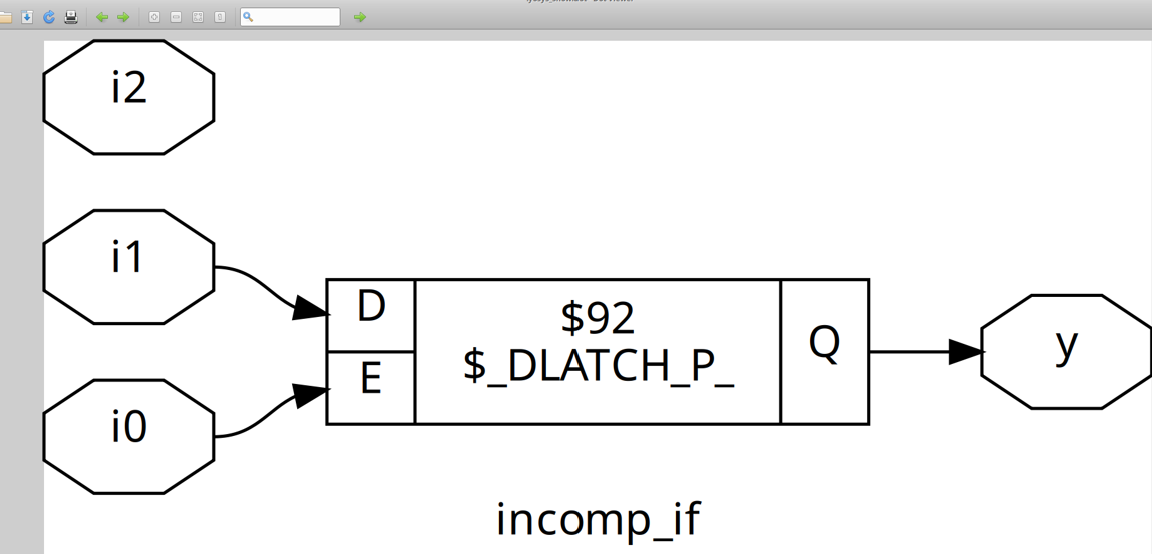 i2
i1
D
$92
Q
y
$_DLATCH_P_
E
i0
incomp_if